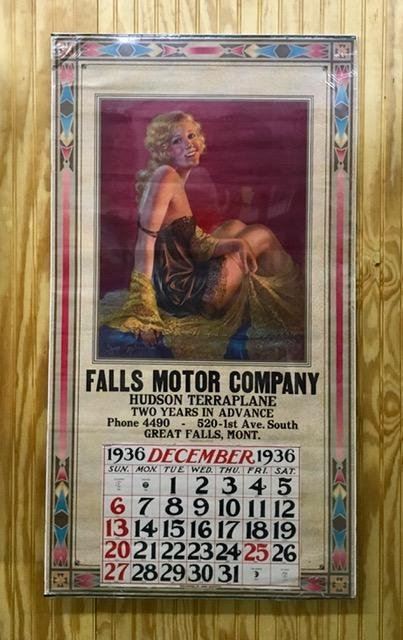 FALLS MOTOR COMPANY
HUDSON TERRAPLANE
TWO YEARS IN ADVANCE
Phone 4490 - 520-1st Ave. South
GREAT FALLS, MONT.
1936 DECEMBER 1936
SUN. MON. TUE. WED. THU. FRI. SAT.
1 2 3 4 5
6 7 8 9 10 11 12
13 14 15 16 17 18 19
20 21 22 23 24 25 26
27 28 29 30 31